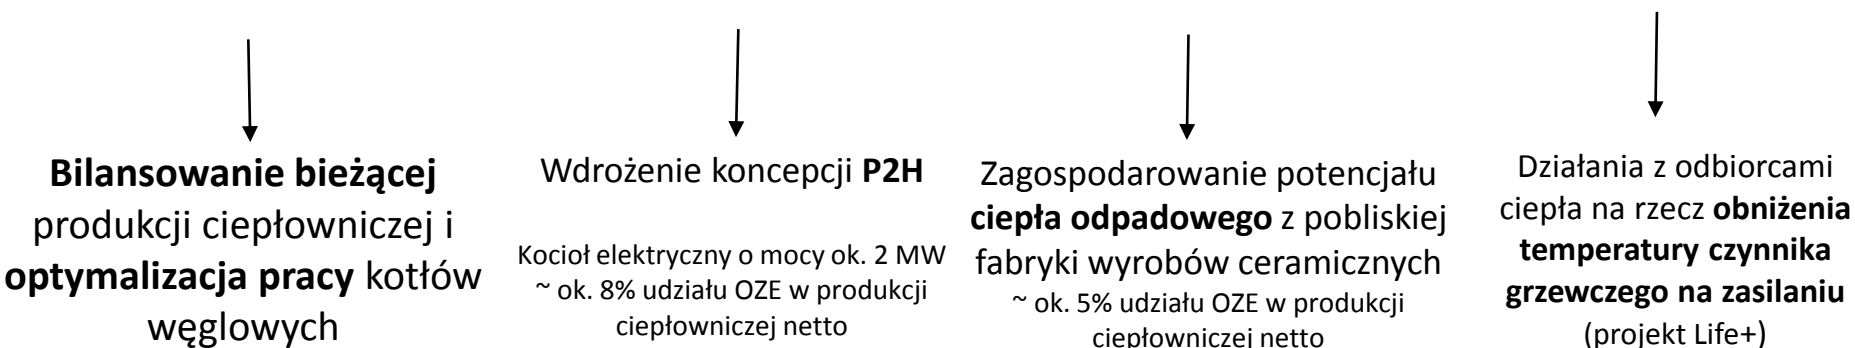 Bilansowanie bieżącej
produkcji ciepłowniczej i
optymalizacja pracy kotłów
węglowych
Wdrożenie koncepcji P2H
Kocioł elektryczny o mocy ok. 2 MW
~ ok. 8% udziału OZE w produkcji
ciepłowniczej netto
Zagospodarowanie potencjału
ciepła odpadowego z pobliskiej
fabryki wyrobów ceramicznych
~ ok. 5% udziału OZE w produkcji
ciepłowniczej netto
Działania z odbiorcami
ciepła na rzecz obniżenia
temperatury czynnika
grzewczego na zasilaniu
(projekt Life+)